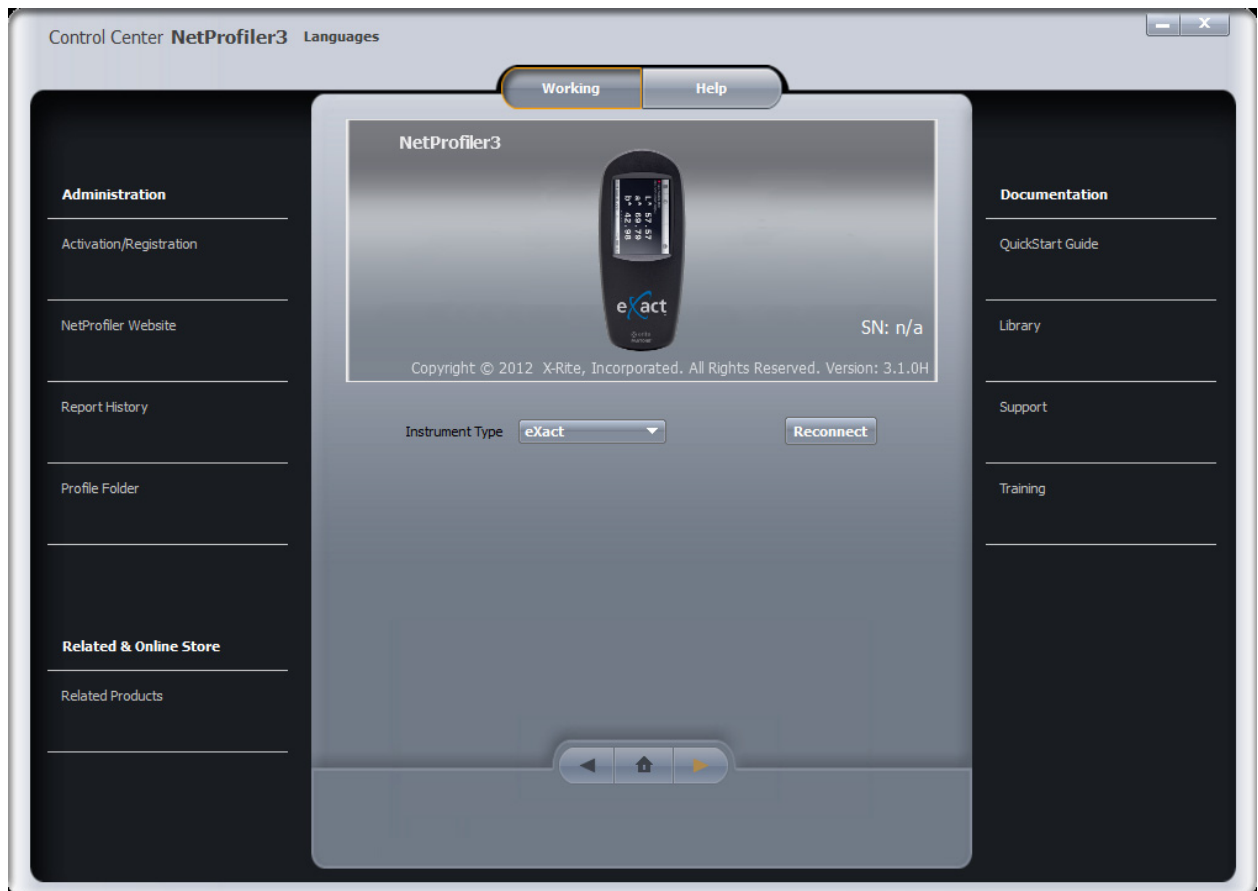 Control Center NetProfiler3 Languages
Working Help
NetProfiler3
L* 57.57
a* 69.79
b* 42.98
eXact
SN: n/a
Copyright © 2012 X-Rite, Incorporated. All Rights Reserved. Version: 3.1.0H
Instrument Type eXact Reconnect
Administration
Activation/Registration
NetProfiler Website
Report History
Profile Folder
Related & Online Store
Related Products
Documentation
QuickStart Guide
Library
Support
Training